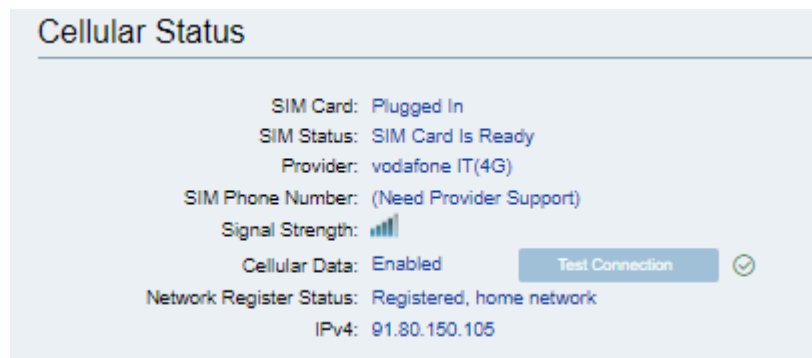 Cellular Status
SIM Card: Plugged In
SIM Status: SIM Card Is Ready
Provider: vodafone IT(4G)
SIM Phone Number: (Need Provider Support)
Signal Strength:
Cellular Data: Enabled Test Connection
Network Register Status: Registered, home network
IPv4: 91.80.150.105